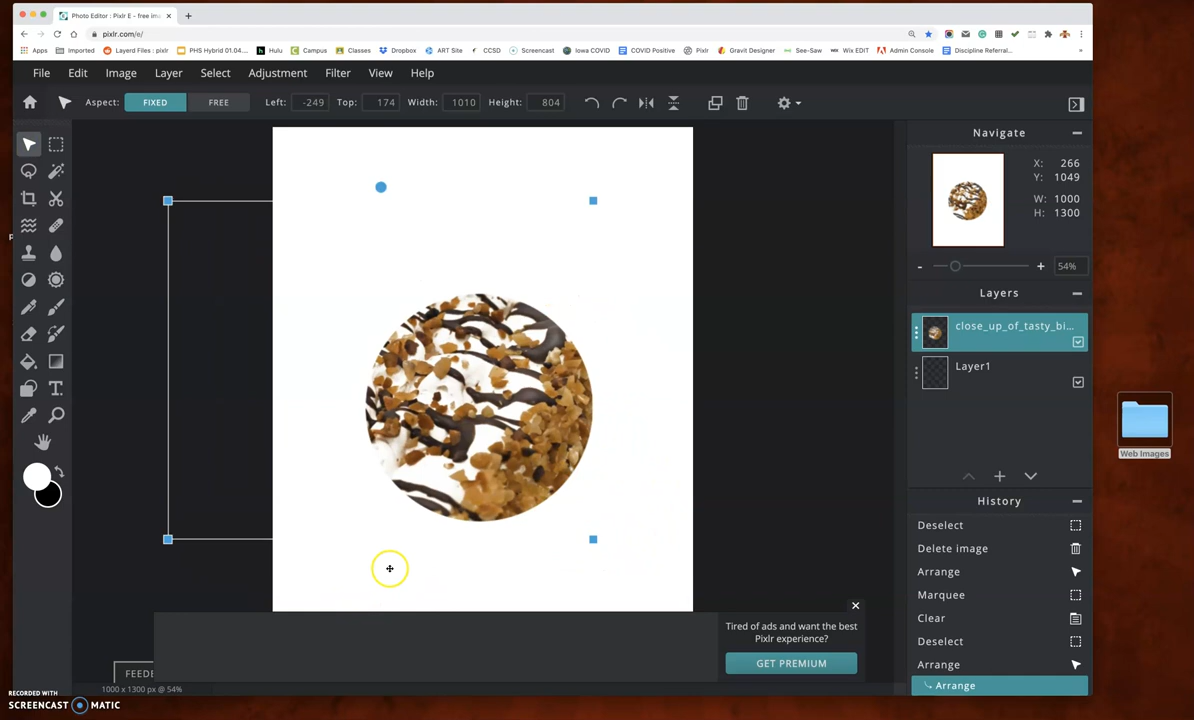 Photo Editor : Pixlr E - free ima
pixlr.com/e/
Apps Imported Layerd Files : pixlr PHS Hybrid 01.04... Hulu Campus Classes Dropbox ART Site CCSD Screencast Iowa COVID COVID Positive Pixlr Gravit Designer See-Saw Wix EDIT Admin Console Discipline Referral... »
File Edit Image Layer Select Adjustment Filter View Help
Aspect: FIXED FREE Left: -249 Top: 174 Width: 1010 Height: 804
Navigate
X: 266
Y: 1049
W: 1000
H: 1300
- + 54%
Layers
close_up_of_tasty_bi...
Layer1
Web Images
History
Deselect
Delete image
Arrange
Marquee
Clear
Deselect
Arrange
Arrange
Tired of ads and want the best
Pixlr experience?
GET PREMIUM
FEEDB
1000 x 1300 px @ 54%
RECORDED WITH
SCREENCAST MATIC